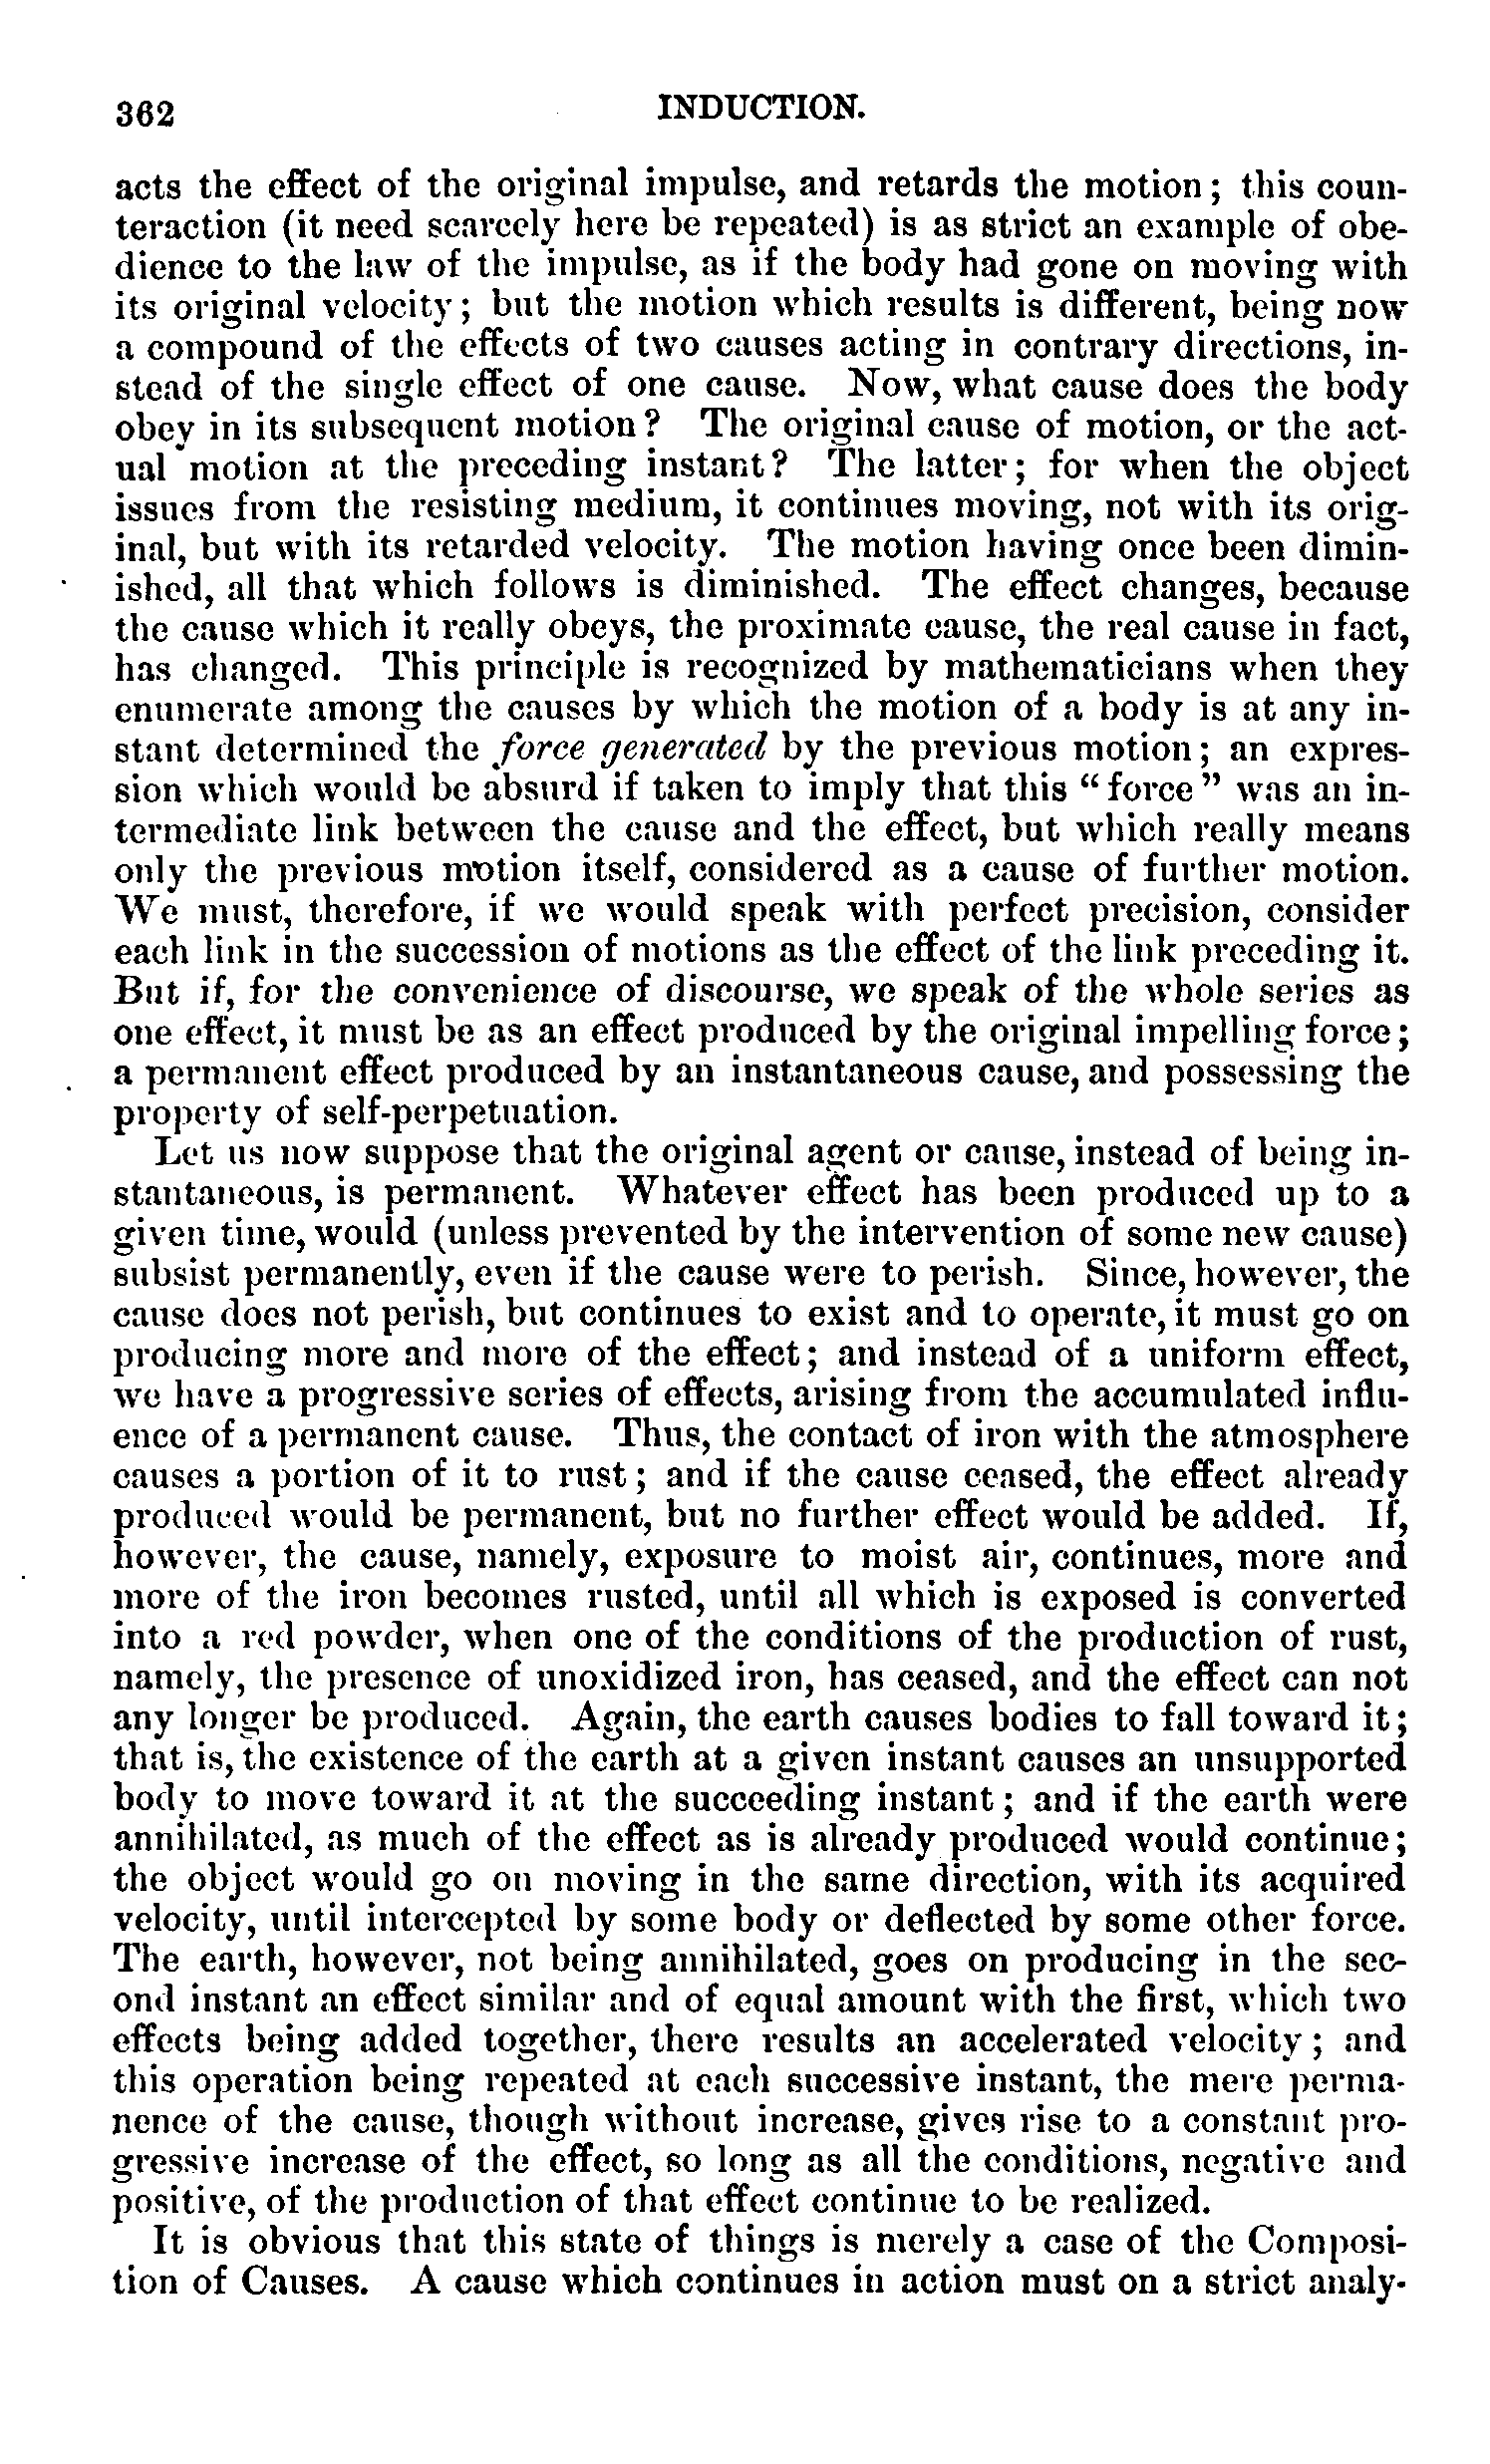 362 INDUCTION.
acts the effect of the original impulse, and retards the motion; this coun-
teraction (it need scarcely here be repeated) is as strict an example of obe-
dience to the law of the impulse, as if the body had gone on moving with
its original velocity; but the motion which results is different, being now
a compound of the effects of two causes acting in contrary directions, in-
stead of the single effect of one cause. Now, what cause does the body
obey in its subsequent motion? The original cause of motion, or the act-
ual motion at the preceding instant? The latter; for when the object
issues from the resisting medium, it continues moving, not with its orig-
inal, but with its retarded velocity. The motion having once been dimin-
ished, all that which follows is diminished. The effect changes, because
the cause which it really obeys, the proximate cause, the real cause in fact,
has changed. This principle is recognized by mathematicians when they
enumerate among the causes by which the motion of a body is at any in-
stant determined the force generated by the previous motion; an expres-
sion which would be absurd if taken to imply that this "force" was an in-
termediate link between the cause and the effect, but which really means
only the previous motion itself, considered as a cause of further motion.
We must, therefore, if we would speak with perfect precision, consider
each link in the succession of motions as the effect of the link preceding it.
But if, for the convenience of discourse, we speak of the whole series as
one effect, it must be as an effect produced by the original impelling force;
a permanent effect produced by an instantaneous cause, and possessing the
property of self-perpetuation.
Let us now suppose that the original agent or cause, instead of being in-
stantaneous, is permanent. Whatever effect has been produced up to a
given time, would (unless prevented by the intervention of some new cause)
subsist permanently, even if the cause were to perish. Since, however, the
cause does not perish, but continues to exist and to operate, it must go on
producing more and more of the effect; and instead of a uniform effect,
we have a progressive series of effects, arising from the accumulated influ-
ence of a permanent cause. Thus, the contact of iron with the atmosphere
causes a portion of it to rust; and if the cause ceased, the effect already
produced would be permanent, but no further effect would be added. If,
however, the cause, namely, exposure to moist air, continues, more and
more of the iron becomes rusted, until all which is exposed is converted
into a red powder, when one of the conditions of the production of rust,
namely, the presence of unoxidized iron, has ceased, and the effect can not
any longer be produced. Again, the earth causes bodies to fall toward it;
that is, the existence of the earth at a given instant causes an unsupported
body to move toward it at the succeeding instant; and if the earth were
annihilated, as much of the effect as is already produced would continue;
the object would go on moving in the same direction, with its acquired
velocity, until intercepted by some body or deflected by some other force.
The earth, however, not being annihilated, goes on producing in the sec-
ond instant an effect similar and of equal amount with the first, which two
effects being added together, there results an accelerated velocity; and
this operation being repeated at each successive instant, the mere perma-
nence of the cause, though without increase, gives rise to a constant pro-
gressive increase of the effect, so long as all the conditions, negative and
positive, of the production of that effect continue to be realized.
It is obvious that this state of things is merely a case of the Composi-
tion of Causes. A cause which continues in action must on a strict analy-